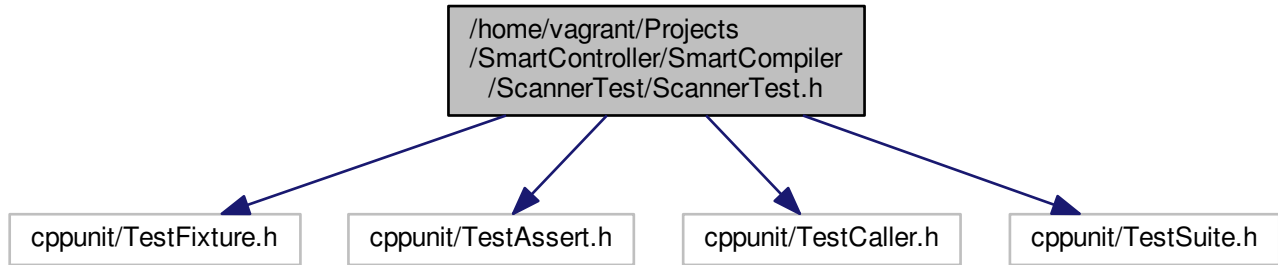 /home/vagrant/Projects
/SmartController/SmartCompiler
/ScannerTest/ScannerTest.h
cppunit/TestFixture.h
cppunit/TestAssert.h
cppunit/TestCaller.h
cppunit/TestSuite.h